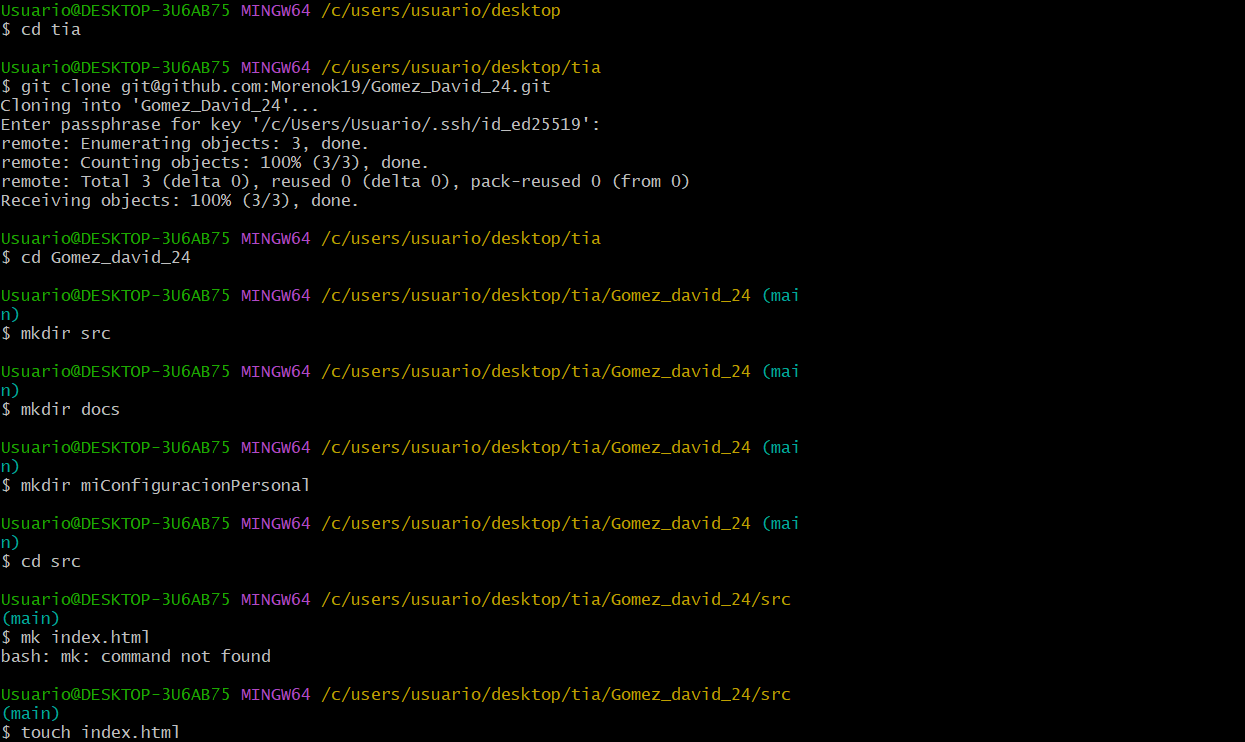 Usuario@DESKTOP-3U6AB75 MINGW64 /c/users/usuario/desktop
$ cd tia
Usuario@DESKTOP-3U6AB75 MINGW64 /c/users/usuario/desktop/tia
$ git clone git@github.com:Morenok19/Gomez_David_24.git
Cloning into 'Gomez_David_24'...
Enter passphrase for key '/c/Users/Usuario/.ssh/id_ed25519':
remote: Enumerating objects: 3, done.
remote: Counting objects: 100% (3/3), done.
remote: Total 3 (delta 0), reused 0 (delta 0), pack-reused 0 (from 0)
Receiving objects: 100% (3/3), done.
Usuario@DESKTOP-3U6AB75 MINGW64 /c/users/usuario/desktop/tia
$ cd Gomez_david_24
Usuario@DESKTOP-3U6AB75 MINGW64 /c/users/usuario/desktop/tia/Gomez_david_24 (mai
n)
$ mkdir src
Usuario@DESKTOP-3U6AB75 MINGW64 /c/users/usuario/desktop/tia/Gomez_david_24 (mai
n)
$ mkdir docs
Usuario@DESKTOP-3U6AB75 MINGW64 /c/users/usuario/desktop/tia/Gomez_david_24 (mai
n)
$ mkdir miConfiguracionPersonal
Usuario@DESKTOP-3U6AB75 MINGW64 /c/users/usuario/desktop/tia/Gomez_david_24 (mai
n)
$ cd src
Usuario@DESKTOP-3U6AB75 MINGW64 /c/users/usuario/desktop/tia/Gomez_david_24/src
(main)
$ mk index.html
bash: mk: command not found
Usuario@DESKTOP-3U6AB75 MINGW64 /c/users/usuario/desktop/tia/Gomez_david_24/src
(main)
$ touch index.html